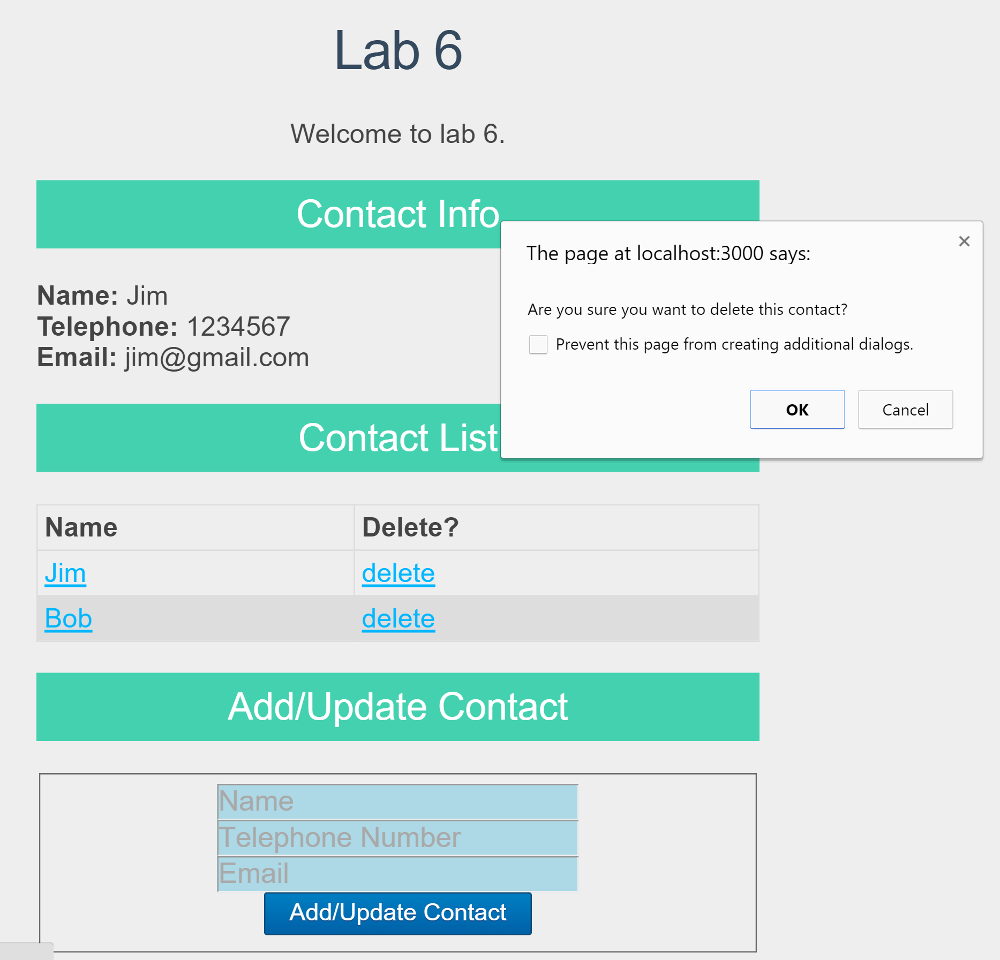 Lab 6
Welcome to lab 6.
Contact Info
Name: Jim
Telephone: 1234567
Email: jim@gmail.com
The page at localhost:3000 says:
Are you sure you want to delete this contact?
Prevent this page from creating additional dialogs.
OK Cancel
Contact List
Name Delete?
Jim delete
Bob delete
Add/Update Contact
Name
Telephone Number
Email
Add/Update Contact